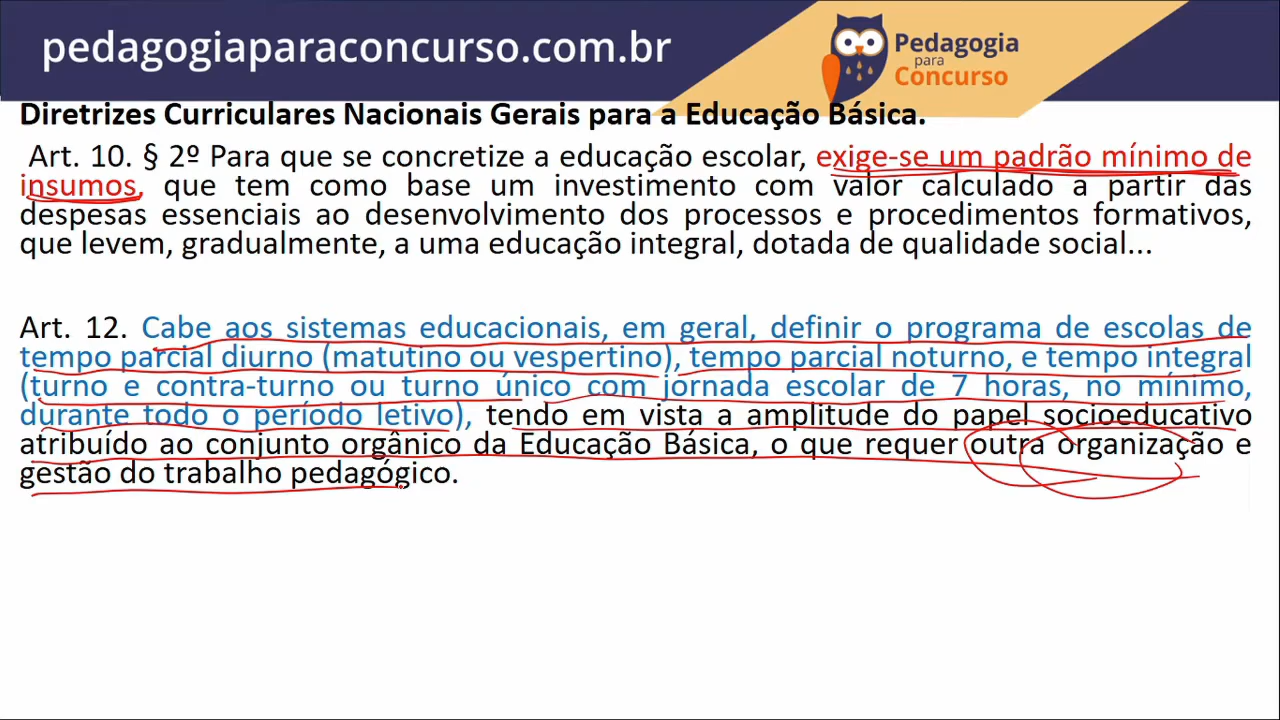 pedagogiaparaconcurso.com.br
Pedagogia
para
Concurso
Diretrizes Curriculares Nacionais Gerais para a Educação Básica.
Art. 10. § 2º Para que se concretize a educação escolar, exige-se um padrão mínimo de
insumos, que tem como base um investimento com valor calculado a partir das
despesas essenciais ao desenvolvimento dos processos e procedimentos formativos,
que levem, gradualmente, a uma educação integral, dotada de qualidade social...
Art. 12. Cabe aos sistemas educacionais, em geral, definir o programa de escolas de
tempo parcial diurno (matutino ou vespertino), tempo parcial noturno, e tempo integral
(turno e contra-turno ou turno único com jornada escolar de 7 horas, no mínimo,
durante todo o período letivo), tendo em vista a amplitude do papel socioeducativo
atribuído ao conjunto orgânico da Educação Básica, o que requer outra organização e
gestão do trabalho pedagógico.